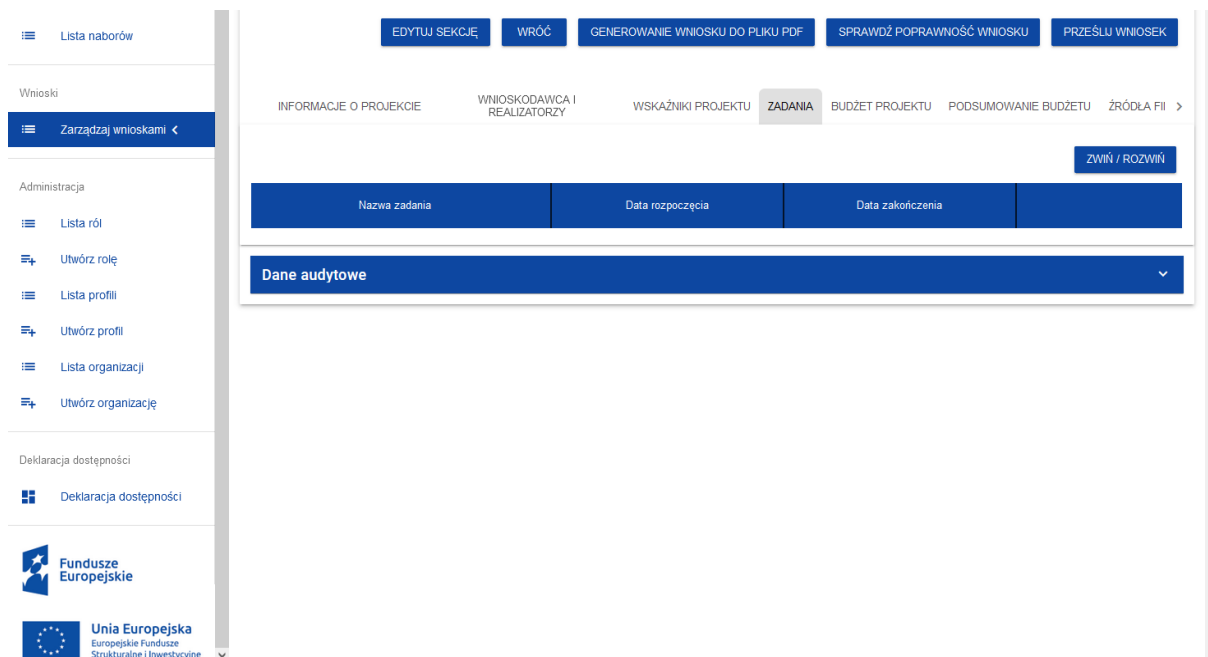 Lista naborów
Wnioski
Zarządzaj wnioskami
Administracja
Lista ról
Utwórz rolę
Lista profili
Utwórz profil
Lista organizacji
Utwórz organizację
Deklaracja dostępności
Deklaracja dostępności
Fundusze
Europejskie
Unia Europejska
Europejskie Fundusze
Strukturalne i Inwestycyjne
EDYTUJ SEKCJĘ WRÓĆ GENEROWANIE WNIOSKU DO PLIKU PDF SPRAWDŹ POPRAWNOŚĆ WNIOSKU PRZEŚLIJ WNIOSEK
INFORMACJE O PROJEKCIE
WNIOSKODAWCA I
REALIZATORZY
WSKAŹNIKI PROJEKTU ZADANIA BUDŻET PROJEKTU PODSUMOWANIE BUDŻETU ŹRÓDŁA FII
ZWIŃ / ROZWIŃ
Nazwa zadania Data rozpoczęcia Data zakończenia
Dane audytowe